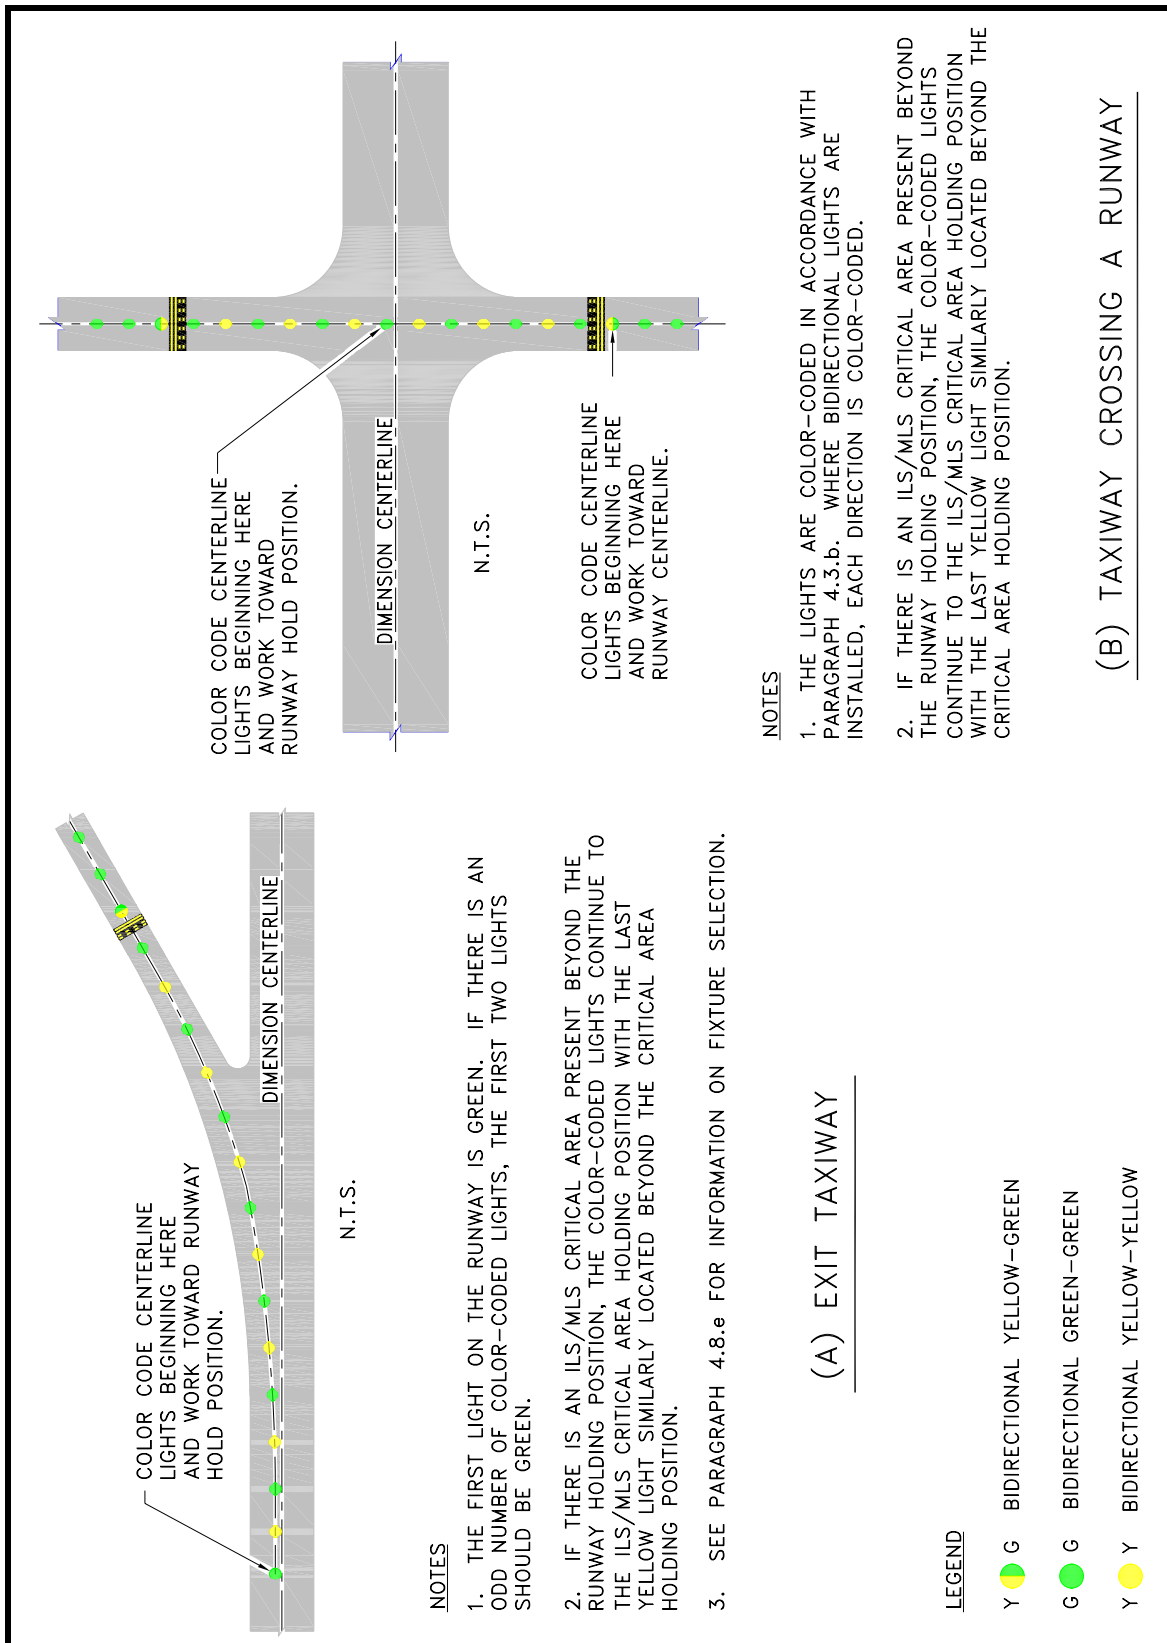 COLOR CODE CENTERLINE
LIGHTS BEGINNING HERE
AND WORK TOWARD RUNWAY
HOLD POSITION.
DIMENSION CENTERLINE
N.T.S.
NOTES
1. THE FIRST LIGHT ON THE RUNWAY IS GREEN. IF THERE IS AN
ODD NUMBER OF COLOR-CODED LIGHTS, THE FIRST TWO LIGHTS
SHOULD BE GREEN.
2. IF THERE IS AN ILS/MLS CRITICAL AREA PRESENT BEYOND THE
RUNWAY HOLDING POSITION, THE COLOR-CODED LIGHTS CONTINUE TO
THE ILS/MLS CRITICAL AREA HOLDING POSITION WITH THE LAST
YELLOW LIGHT SIMILARLY LOCATED BEYOND THE CRITICAL AREA
HOLDING POSITION.
3. SEE PARAGRAPH 4.8.e FOR INFORMATION ON FIXTURE SELECTION.
(A) EXIT TAXIWAY
LEGEND
Y G BIDIRECTIONAL YELLOW-GREEN
G G BIDIRECTIONAL GREEN-GREEN
Y Y BIDIRECTIONAL YELLOW-YELLOW
COLOR CODE CENTERLINE
LIGHTS BEGINNING HERE
AND WORK TOWARD
RUNWAY HOLD POSITION.
DIMENSION CENTERLINE
N.T.S.
COLOR CODE CENTERLINE
LIGHTS BEGINNING HERE
AND WORK TOWARD
RUNWAY CENTERLINE.
NOTES
1. THE LIGHTS ARE COLOR-CODED IN ACCORDANCE WITH
PARAGRAPH 4.3.b. WHERE BIDIRECTIONAL LIGHTS ARE
INSTALLED, EACH DIRECTION IS COLOR-CODED.
2. IF THERE IS AN ILS/MLS CRITICAL AREA PRESENT BEYOND
THE RUNWAY HOLDING POSITION, THE COLOR-CODED LIGHTS
CONTINUE TO THE ILS/MLS CRITICAL AREA HOLDING POSITION
WITH THE LAST YELLOW LIGHT SIMILARLY LOCATED BEYOND THE
CRITICAL AREA HOLDING POSITION.
(B) TAXIWAY CROSSING A RUNWAY